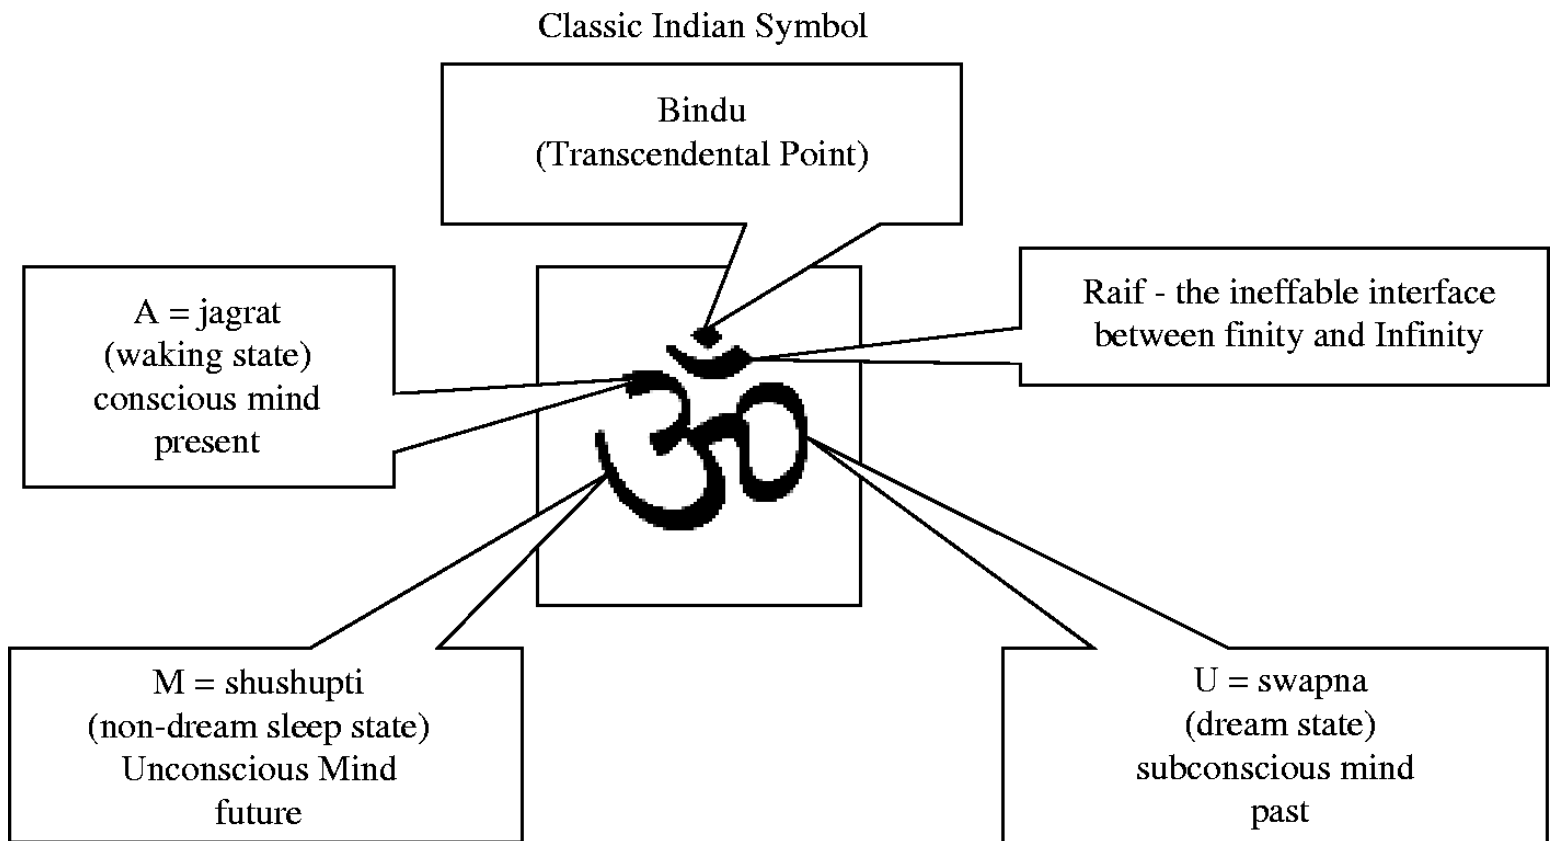 Classic Indian Symbol
Bindu
(Transcendental Point)
Raif - the ineffable interface
between finity and Infinity
A = jagrat
(waking state)
conscious mind
present
ॐ
M = shushupti
(non-dream sleep state)
Unconscious Mind
future
U = swapna
(dream state)
subconscious mind
past